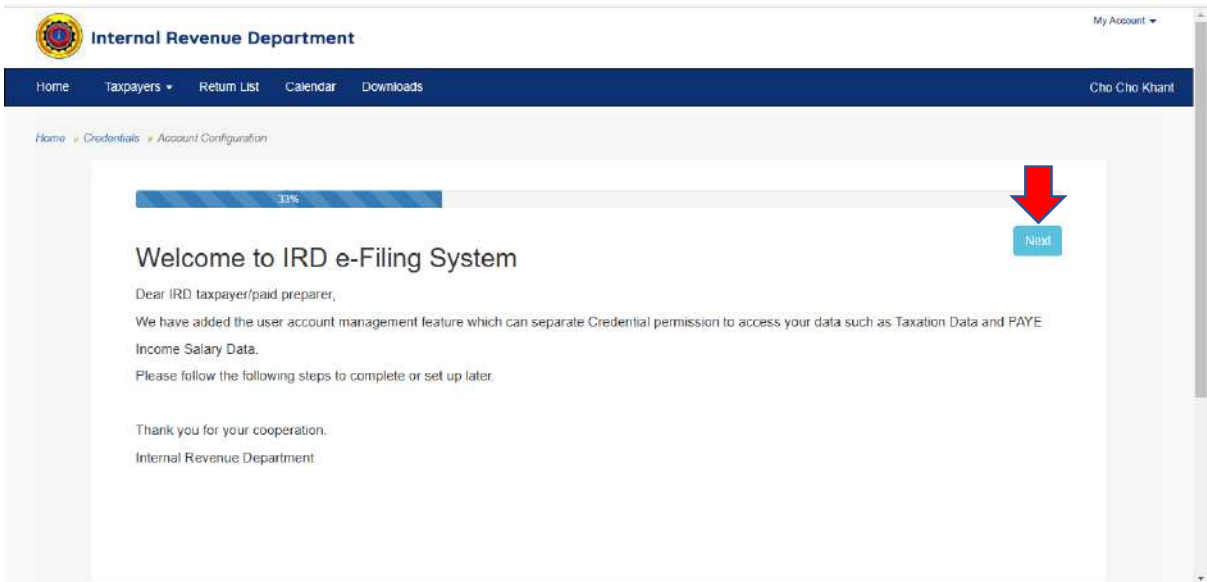 My Account
Internal Revenue Department
Home Taxpayers Return List Calendar Downloads Cho Cho Khant
Home » Credentials » Account Configuration
33%
Next
Welcome to IRD e-Filing System
Dear IRD taxpayer/paid preparer,
We have added the user account management feature which can separate Credential permission to access your data such as Taxation Data and PAYE
Income Salary Data.
Please follow the following steps to complete or set up later.
Thank you for your cooperation.
Internal Revenue Department